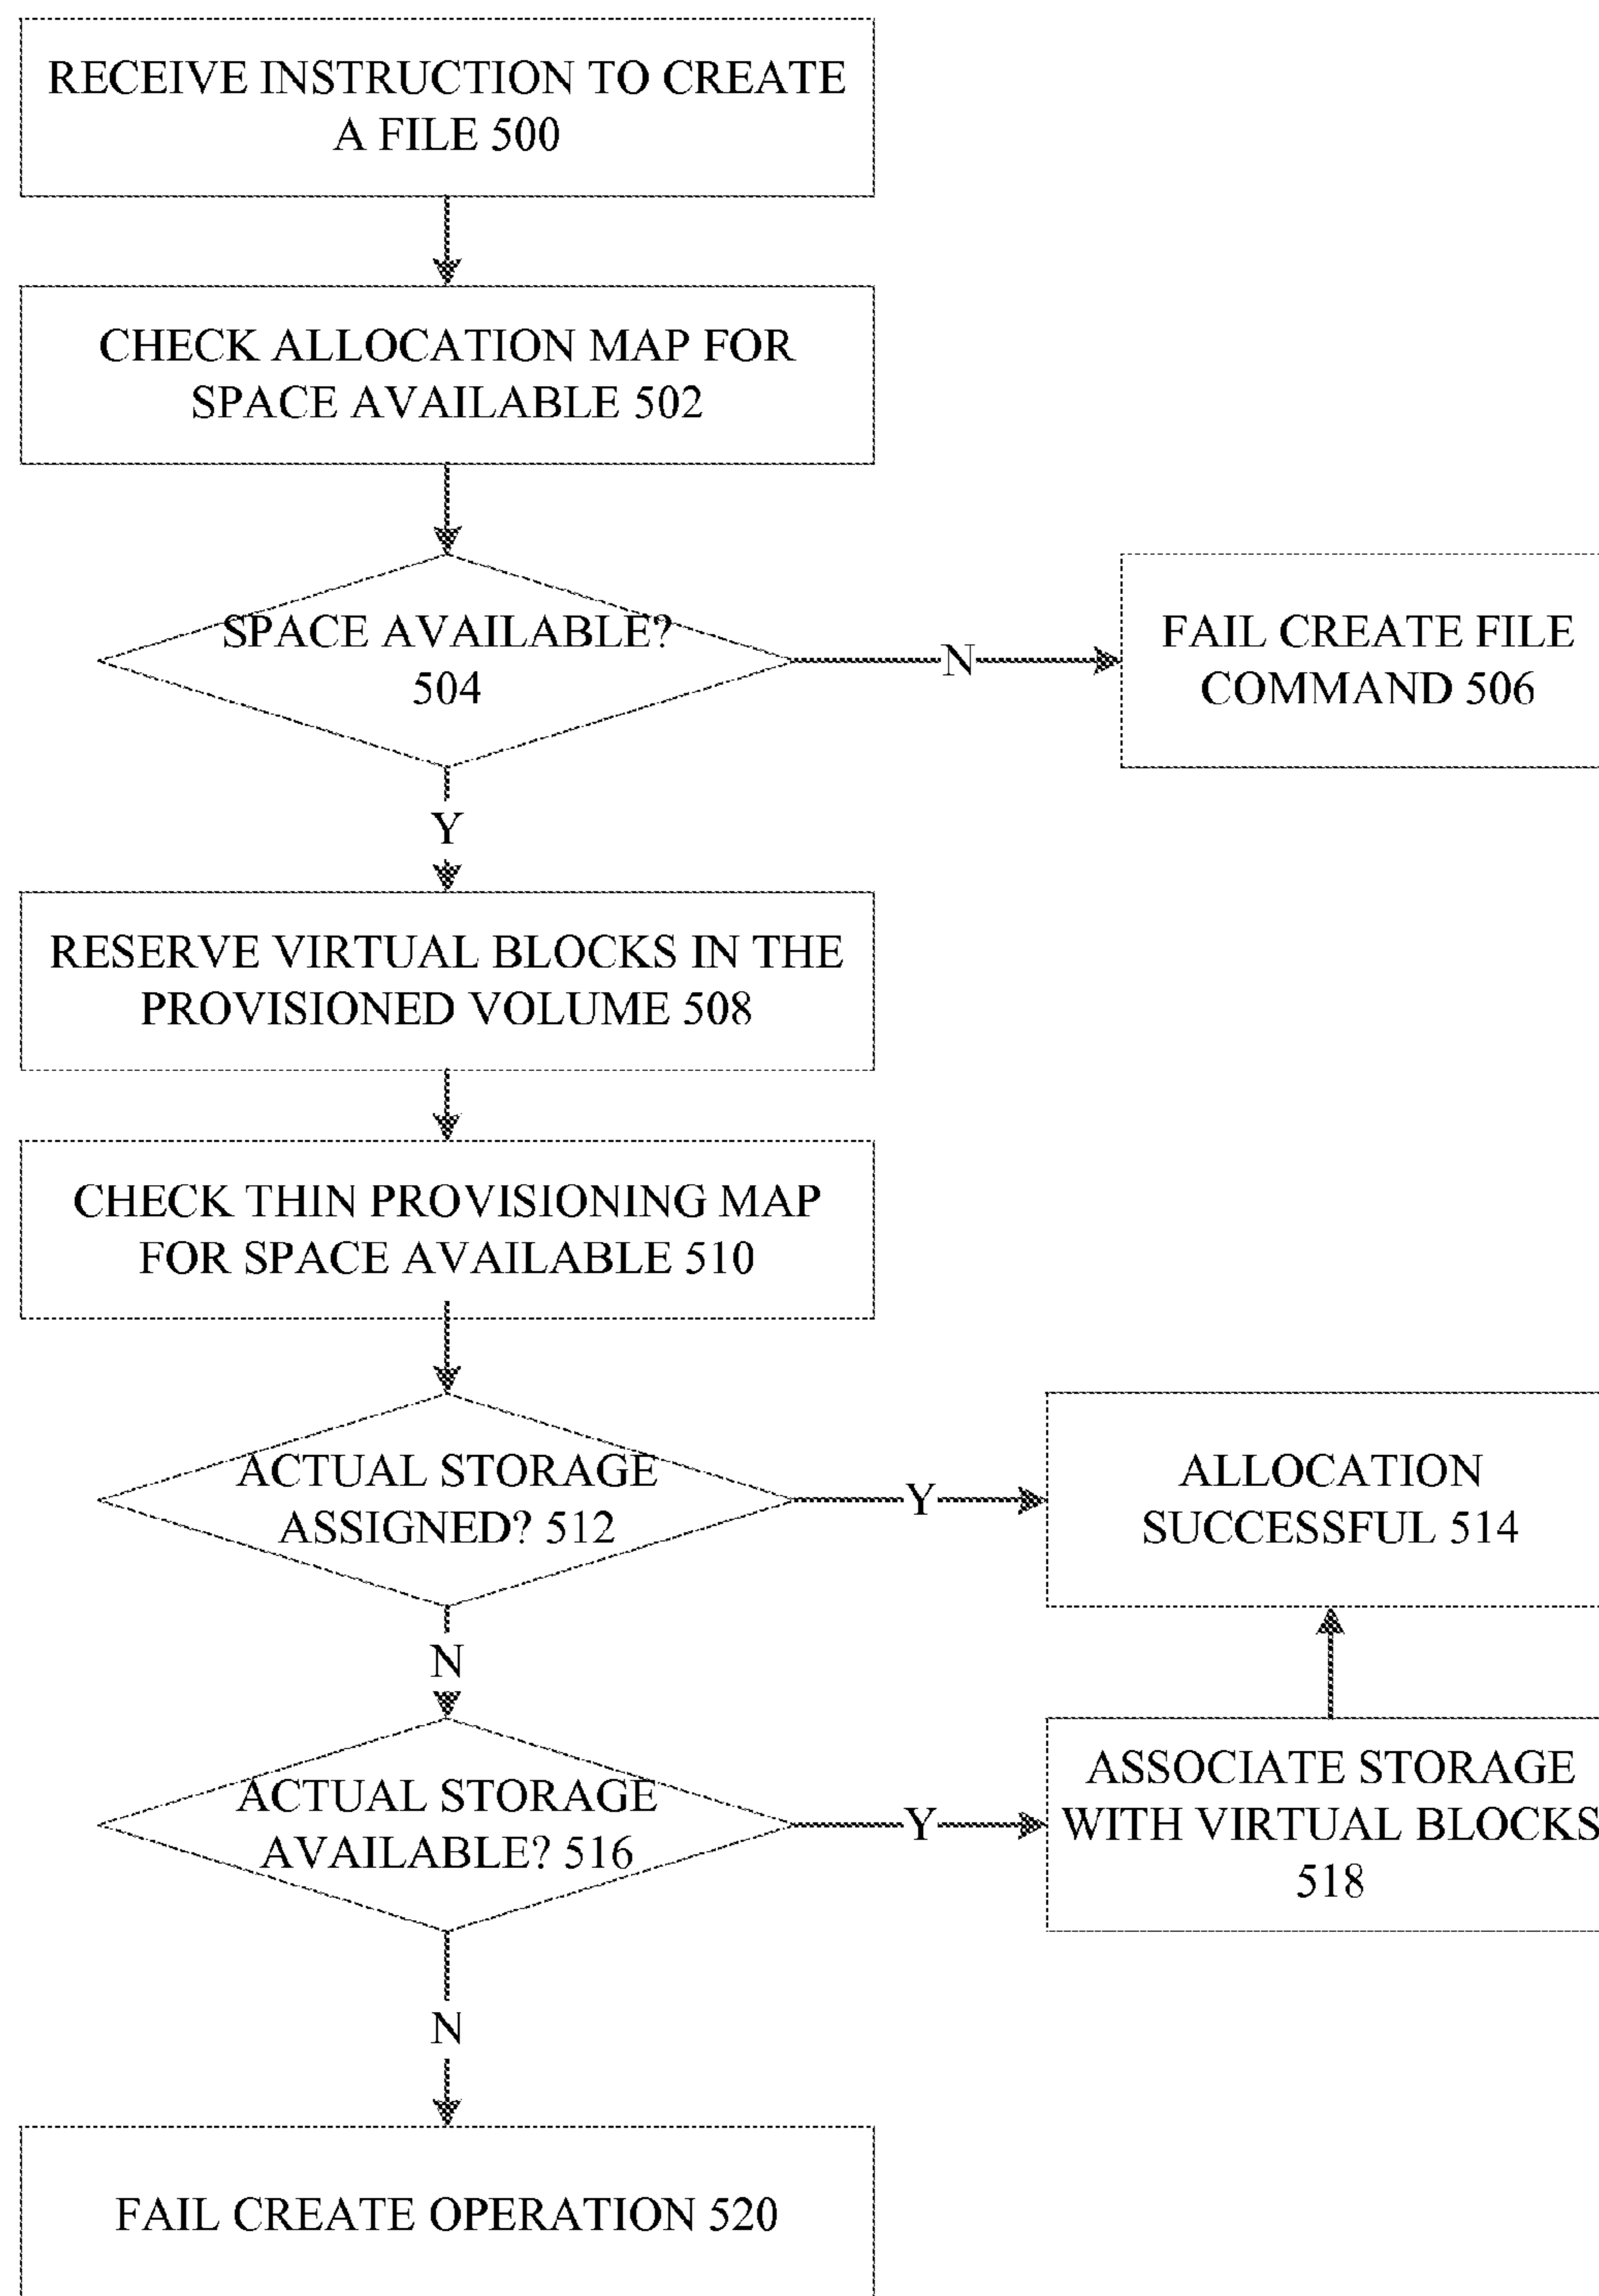 RECEIVE INSTRUCTION TO CREATE
A FILE 500
CHECK ALLOCATION MAP FOR
SPACE AVAILABLE 502
SPACE AVAILABLE?
504
N
FAIL CREATE FILE
COMMAND 506
Y
RESERVE VIRTUAL BLOCKS IN THE
PROVISIONED VOLUME 508
CHECK THIN PROVISIONING MAP
FOR SPACE AVAILABLE 510
ACTUAL STORAGE
ASSIGNED? 512
Y
ALLOCATION
SUCCESSFUL 514
N
ACTUAL STORAGE
AVAILABLE? 516
Y
ASSOCIATE STORAGE
WITH VIRTUAL BLOCKS
518
N
FAIL CREATE OPERATION 520